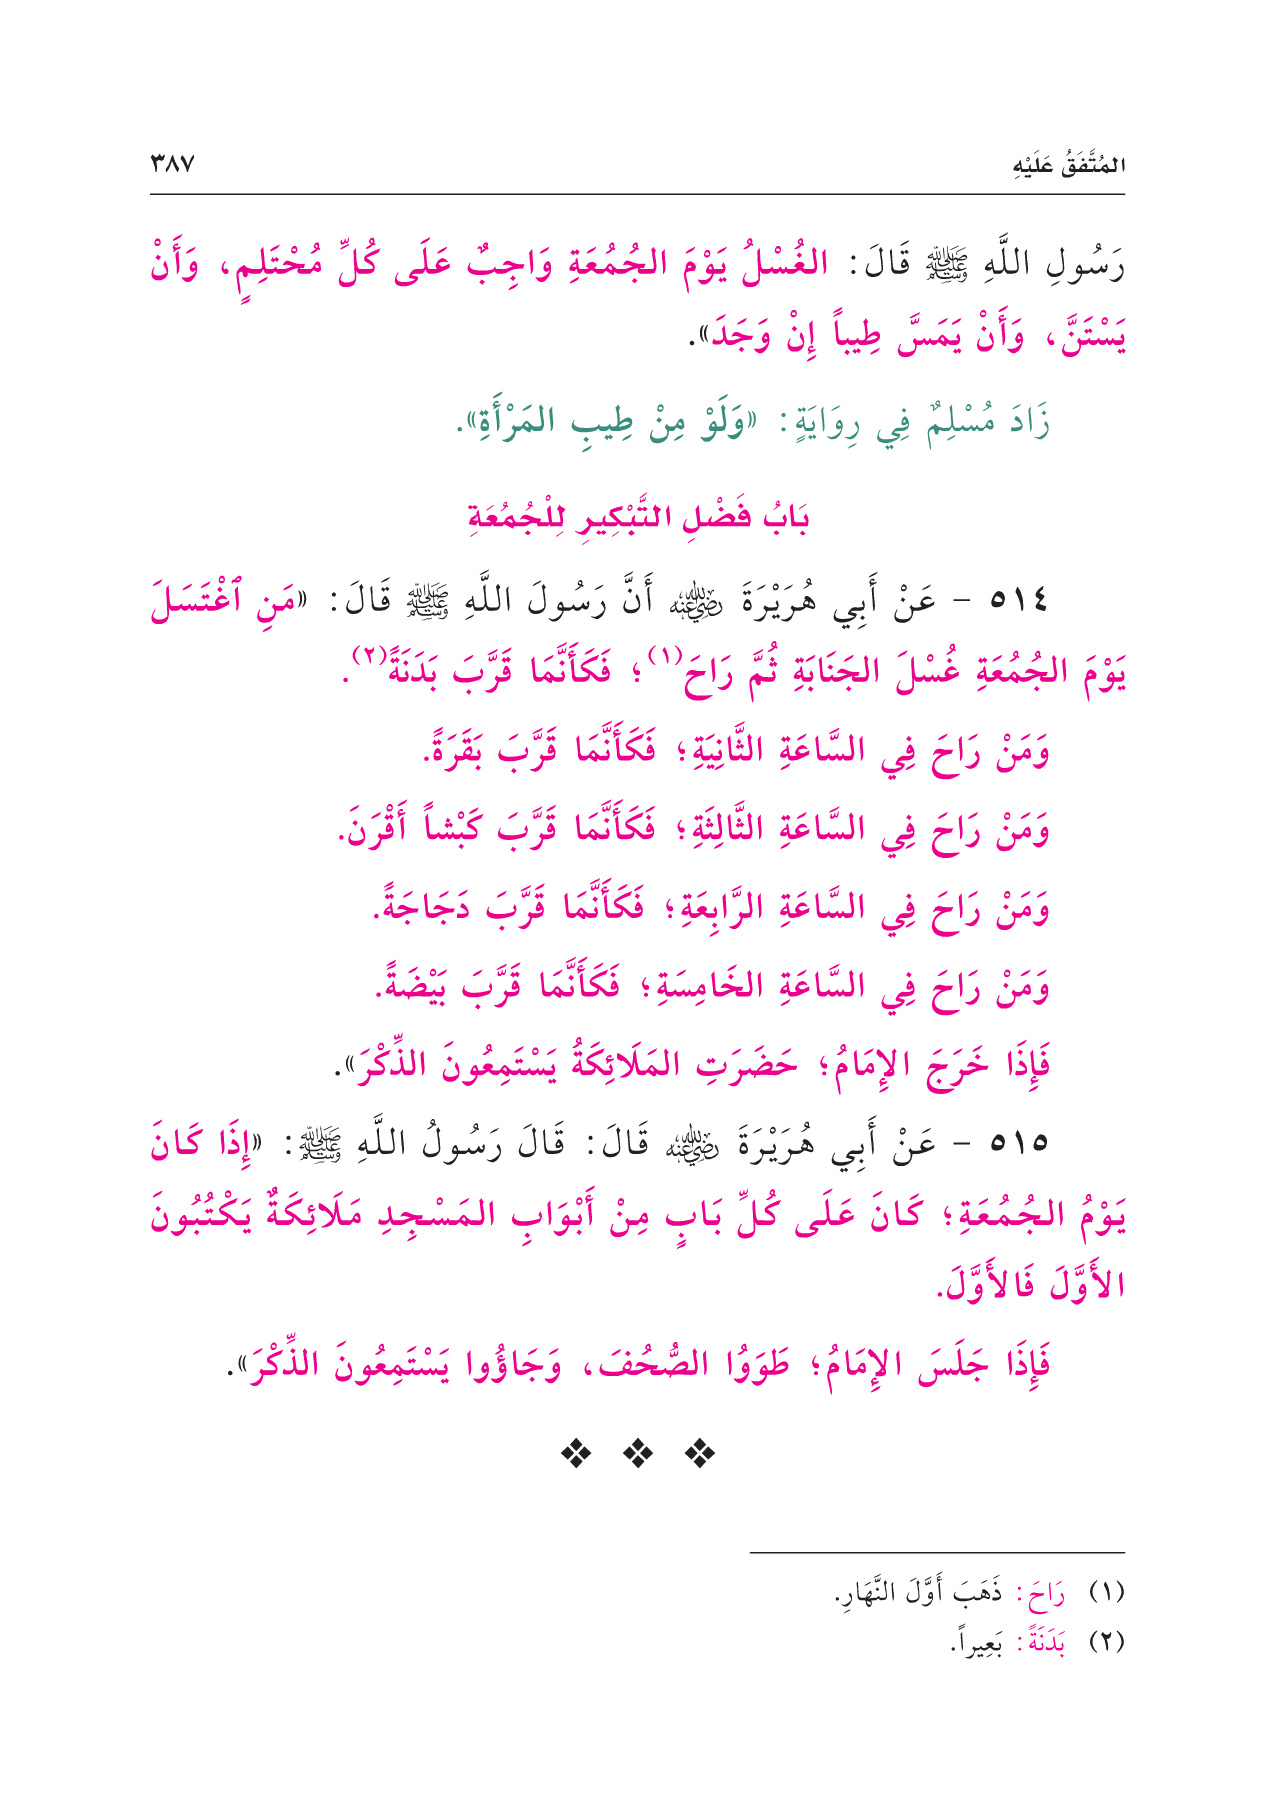 المُتَّفَقُ عَلَيْهِ ٣٨٧
رَسُولِ اللَّهِ ﷺ قَالَ: الغُسْلُ يَوْمَ الجُمُعَةِ وَاجِبٌ عَلَى كُلِّ مُحْتَلِمٍ، وَأَنْ
يَسْتَنَّ، وَأَنْ يَمَسَّ طِيباً إِنْ وَجَدَ».
زَادَ مُسْلِمٌ فِي رِوَايَةٍ: «وَلَوْ مِنْ طِيبِ المَرْأَةِ».
بَابُ فَضْلِ التَّبْكِيرِ لِلْجُمُعَةِ
٥١٤ - عَنْ أَبِي هُرَيْرَةَ رضي الله عنه أَنَّ رَسُولَ اللَّهِ ﷺ قَالَ: «مَنِ ٱغْتَسَلَ
يَوْمَ الجُمُعَةِ غُسْلَ الجَنَابَةِ ثُمَّ رَاحَ(١)؛ فَكَأَنَّمَا قَرَّبَ بَدَنَةً(٢).
وَمَنْ رَاحَ فِي السَّاعَةِ الثَّانِيَةِ؛ فَكَأَنَّمَا قَرَّبَ بَقَرَةً.
وَمَنْ رَاحَ فِي السَّاعَةِ الثَّالِثَةِ؛ فَكَأَنَّمَا قَرَّبَ كَبْشاً أَقْرَنَ.
وَمَنْ رَاحَ فِي السَّاعَةِ الرَّابِعَةِ؛ فَكَأَنَّمَا قَرَّبَ دَجَاجَةً.
وَمَنْ رَاحَ فِي السَّاعَةِ الخَامِسَةِ؛ فَكَأَنَّمَا قَرَّبَ بَيْضَةً.
فَإِذَا خَرَجَ الإِمَامُ؛ حَضَرَتِ المَلَائِكَةُ يَسْتَمِعُونَ الذِّكْرَ».
٥١٥ - عَنْ أَبِي هُرَيْرَةَ رضي الله عنه قَالَ: قَالَ رَسُولُ اللَّهِ ﷺ: «إِذَا كَانَ
يَوْمُ الجُمُعَةِ؛ كَانَ عَلَى كُلِّ بَابٍ مِنْ أَبْوَابِ المَسْجِدِ مَلَائِكَةٌ يَكْتُبُونَ
الأَوَّلَ فَالأَوَّلَ.
فَإِذَا جَلَسَ الإِمَامُ؛ طَوَوُا الصُّحُفَ، وَجَاؤُوا يَسْتَمِعُونَ الذِّكْرَ».
(١) رَاحَ: ذَهَبَ أَوَّلَ النَّهَارِ.
(٢) بَدَنَةً: بَعِيراً.